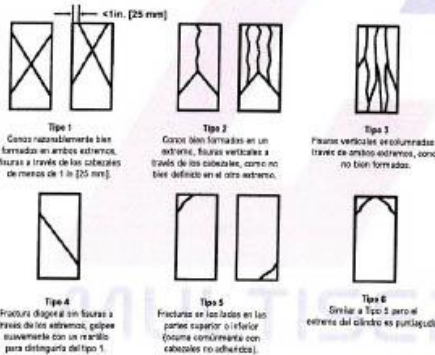 <1in. [25 mm]
Tipo 1
Conos razonablemente bien
formados en ambos extremos,
fisuras a través de los cabezales
de menos de 1 in [25 mm].
Tipo 2
Conos bien formados en un
extremo, fisuras verticales a
través de los cabezales, cono no
bien definido en el otro extremo.
Tipo 3
Fisuras verticales encolumnadas a
través de ambos extremos, conos
no bien formados.
Tipo 4
Fractura diagonal sin fisuras a
través de los extremos, golpee
suavemente con un martillo
para distinguirla del tipo 1.
Tipo 5
Fracturas en los lados en las
partes superior o inferior
(ocurre comúnmente con
cabezales no adheridos).
Tipo 6
Similar a Tipo 5 pero el
extremo del cilindro es puntiagudo
MULTISE